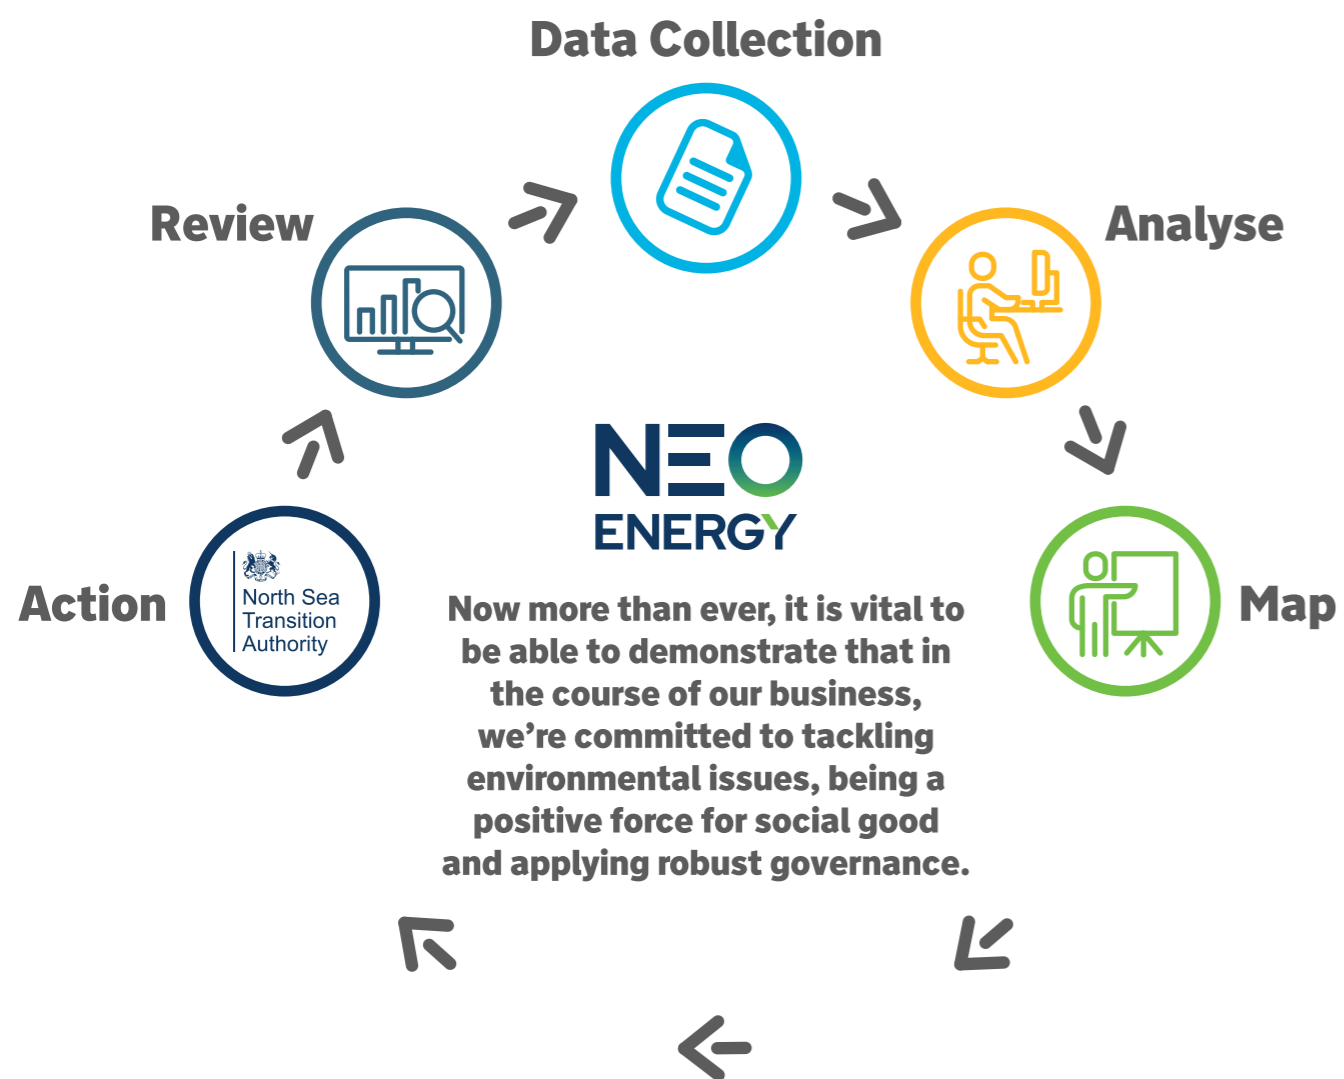 Data Collection
Review
Analyse
NEO
ENERGY
Action
North Sea
Transition
Authority
Map
Now more than ever, it is vital to
be able to demonstrate that in
the course of our business,
we’re committed to tackling
environmental issues, being a
positive force for social good
and applying robust governance.